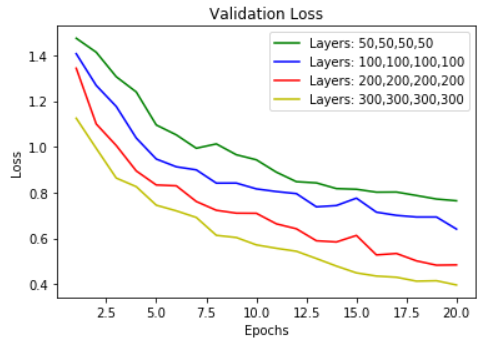 Validation Loss
Layers: 50,50,50,50
Layers: 100,100,100,100
Layers: 200,200,200,200
Layers: 300,300,300,300
1.4
1.2
1.0
0.8
0.6
0.4
Loss
2.5 5.0 7.5 10.0 12.5 15.0 17.5 20.0
Epochs